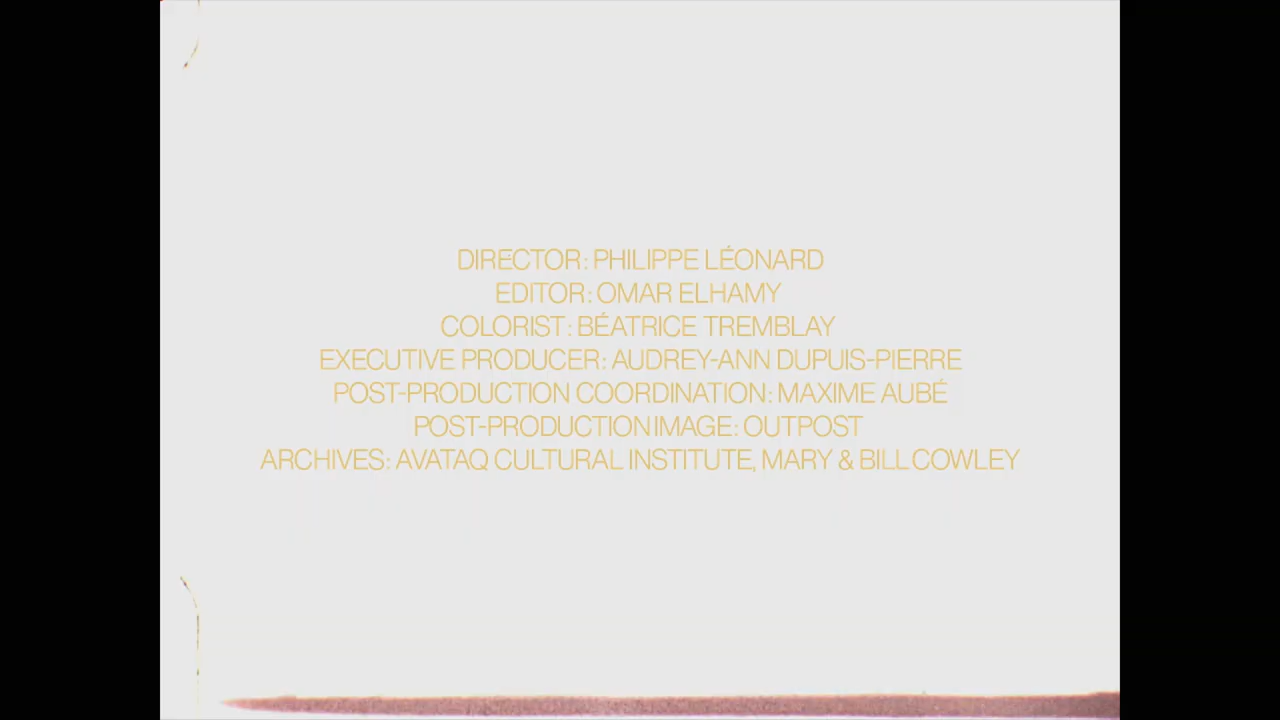 DIRECTOR: PHILIPPE LÉONARD
EDITOR: OMAR ELHAMY
COLORIST: BÉATRICE TREMBLAY
EXECUTIVE PRODUCER: AUDREY-ANN DUPUIS-PIERRE
POST-PRODUCTION COORDINATION: MAXIME AUBÉ
POST-PRODUCTION IMAGE: OUTPOST
ARCHIVES: AVATAQ CULTURAL INSTITUTE, MARY & BILL COWLEY